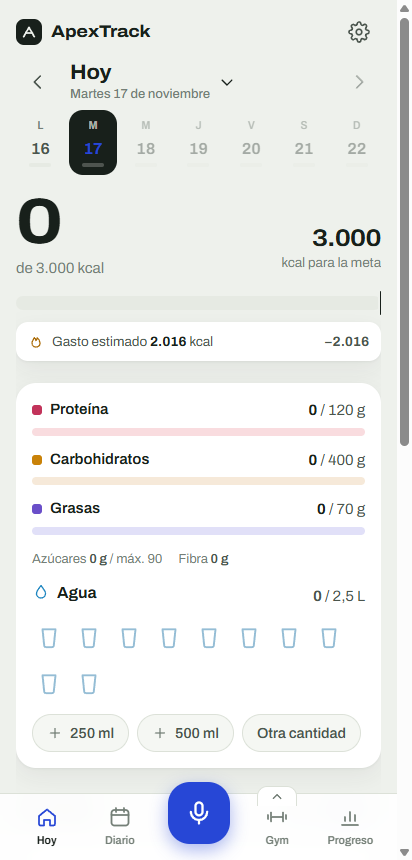 ApexTrack
Hoy
Martes 17 de noviembre
L M M J V S D
16 17 18 19 20 21 22
0
de 3.000 kcal
3.000
kcal para la meta
Gasto estimado 2.016 kcal −2.016
Proteína 0 / 120 g
Carbohidratos 0 / 400 g
Grasas 0 / 70 g
Azúcares 0 g / máx. 90 Fibra 0 g
Agua 0 / 2,5 L
+ 250 ml + 500 ml Otra cantidad
Hoy Diario Gym Progreso